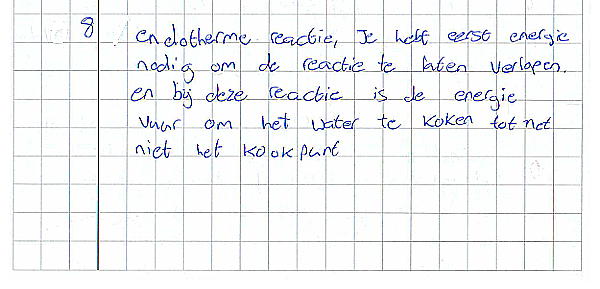 8 endotherme reactie, Je hebt eerst energie
nodig om de reactie te laten verlopen.
en bij deze reactie is de energie
vuur om het water te koken tot net
niet het kookpunt